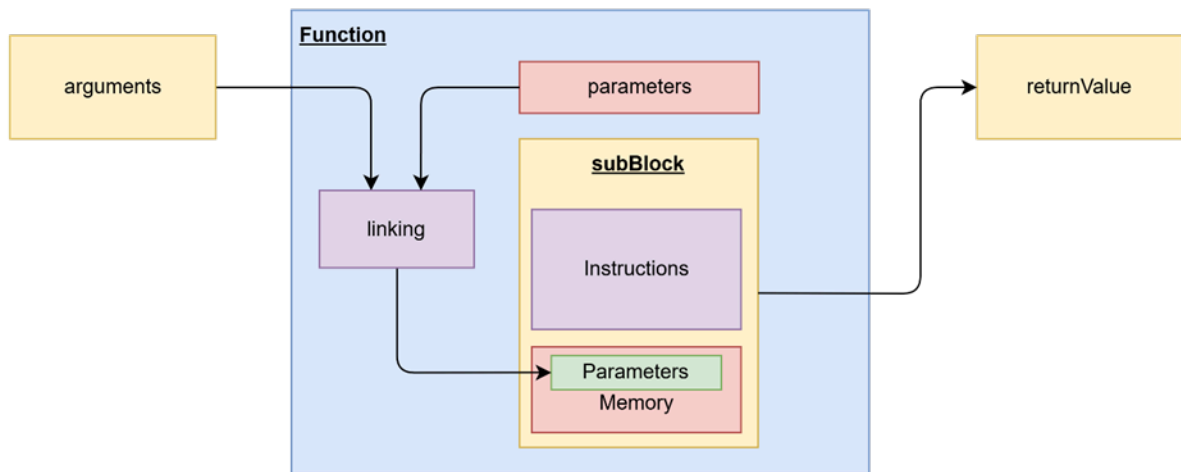 Function
arguments
parameters
returnValue
subBlock
linking
Instructions
Parameters
Memory